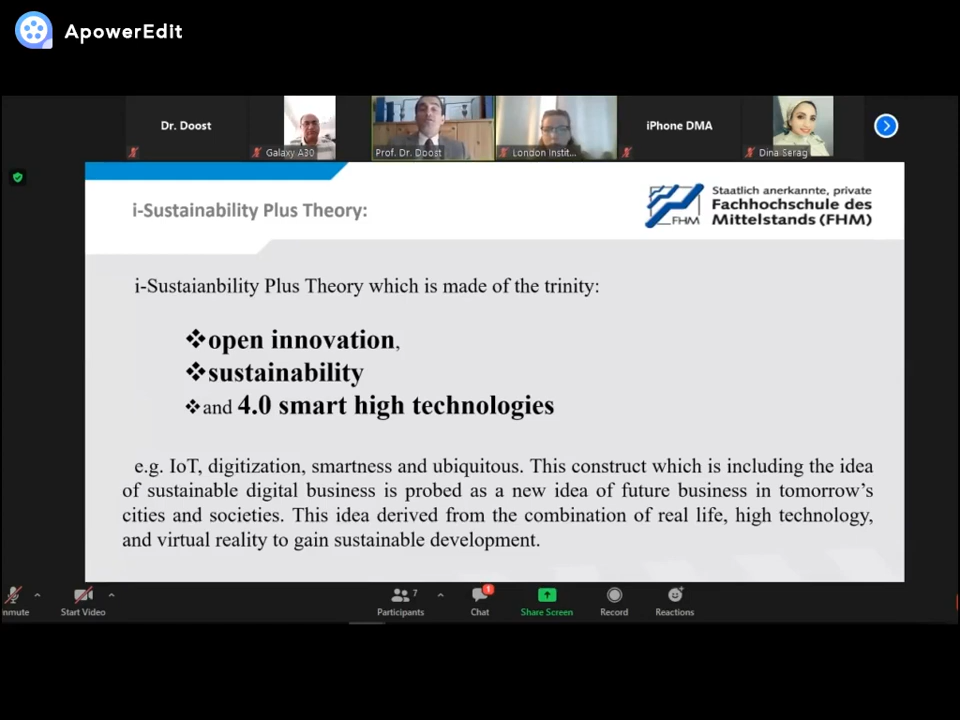 ApowerEdit
Dr. Doost
Galaxy A30
Prof. Dr. Doost
London Instit...
iPhone DMA
Dina Serag
i-Sustainability Plus Theory:
FHM
Staatlich anerkannte, private
Fachhochschule des
Mittelstands (FHM)
i-Sustaianbility Plus Theory which is made of the trinity:
❖open innovation,
❖sustainability
❖and 4.0 smart high technologies
e.g. IoT, digitization, smartness and ubiquitous. This construct which is including the idea
of sustainable digital business is probed as a new idea of future business in tomorrow's
cities and societies. This idea derived from the combination of real life, high technology,
and virtual reality to gain sustainable development.
nmute
Start Video
7
Participants
1
Chat
Share Screen
Record
Reactions